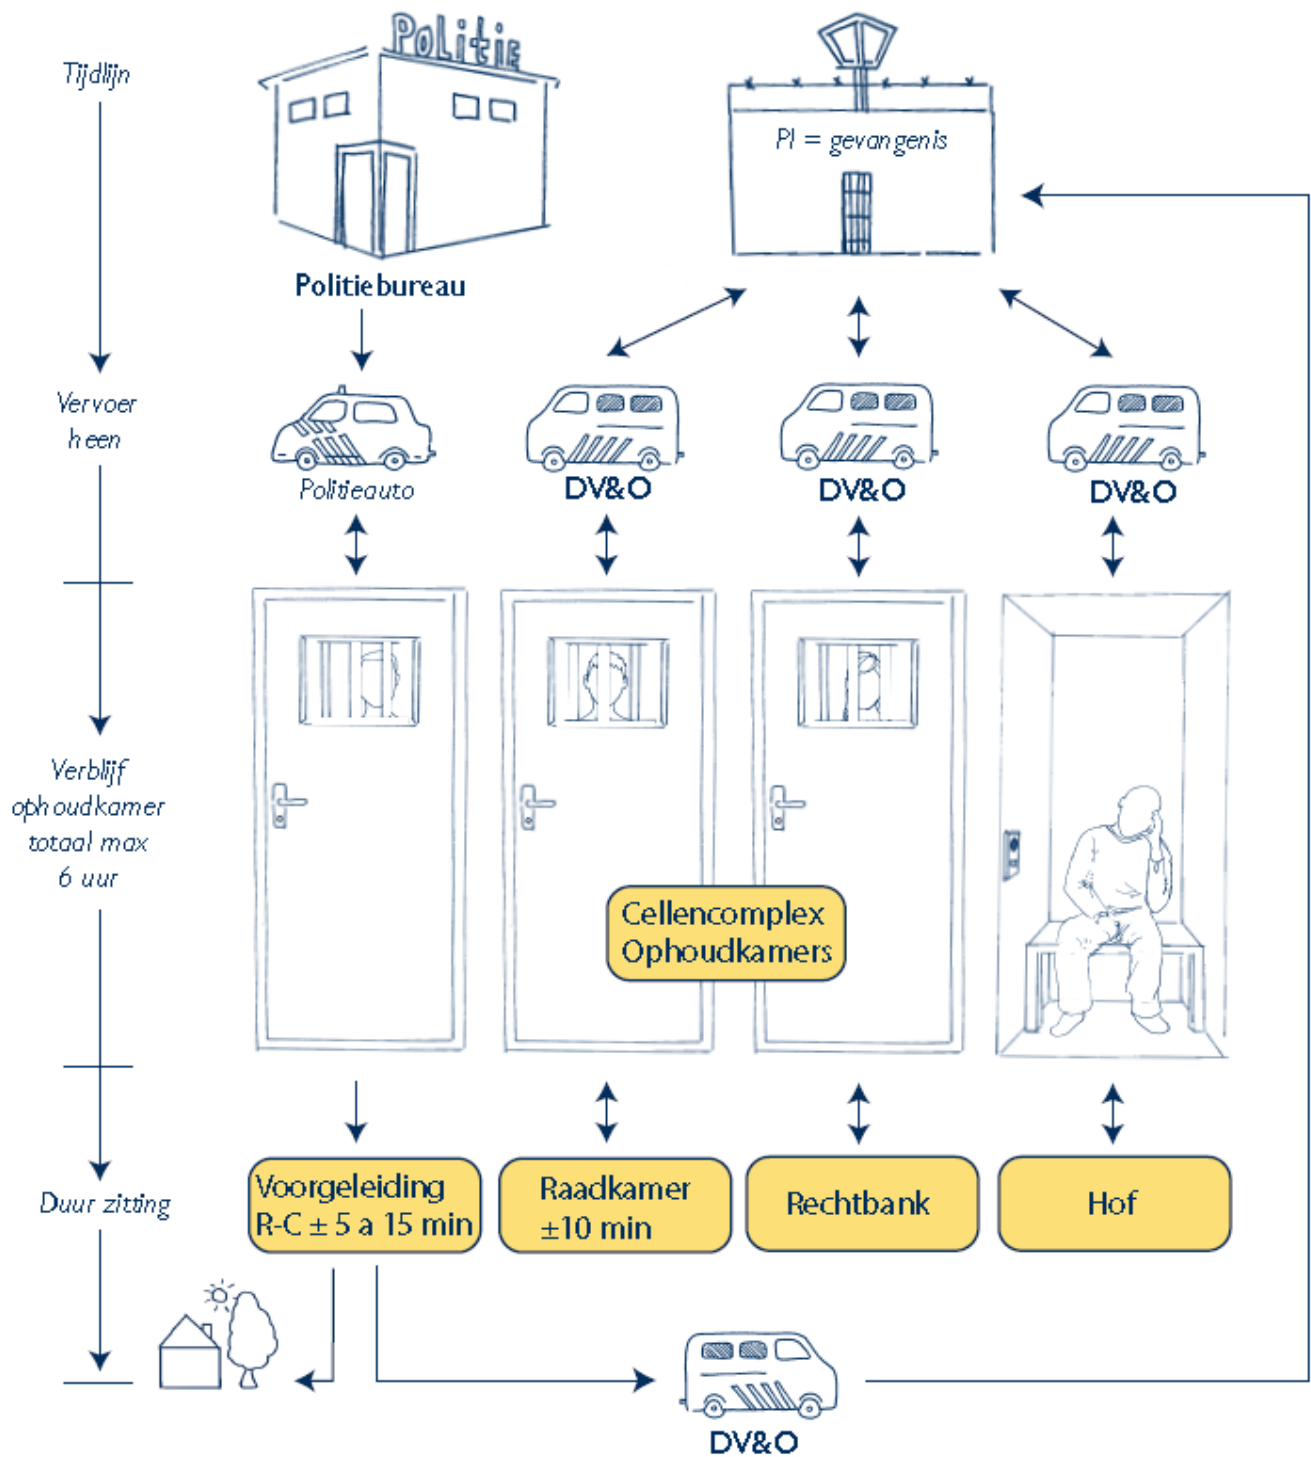 Tijdlijn
PoLitiE
PI = gevangenis
Politiebureau
Vervoer
heen
Politieauto
DV&O
DV&O
DV&O
Verblijf
ophoudkamer
totaal max
6 uur
Cellencomplex
Ophoudkamers
Duur zitting
Voorgeleiding
R-C ± 5 a 15 min
Raadkamer
±10 min
Rechtbank
Hof
DV&O